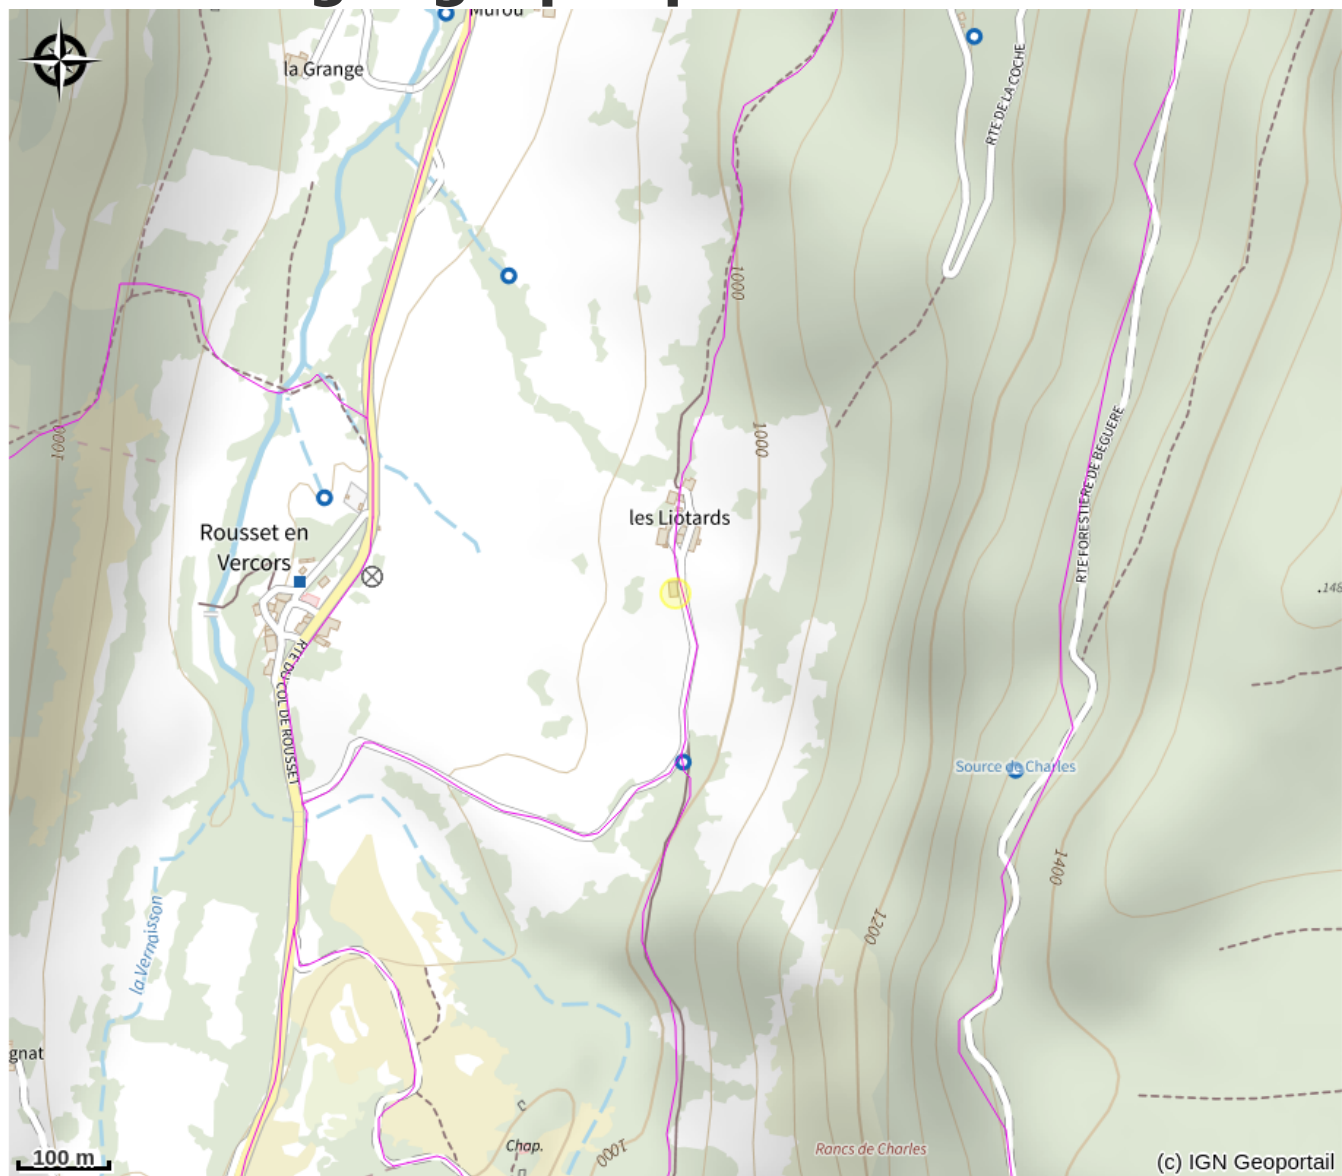 Murou
la Grange
RTE DE LA COCHE
1000
1000
1000
RTE FORESTIERE DE BEGUERE
les Liotards
Rousset en
Vercors
RTE DU COL DE ROUSSET
Source de Charles
1400
1200
la Vernaisson
gnat
Chap.
1000
Rancs de Charles
100 m
(c) IGN Geoportail